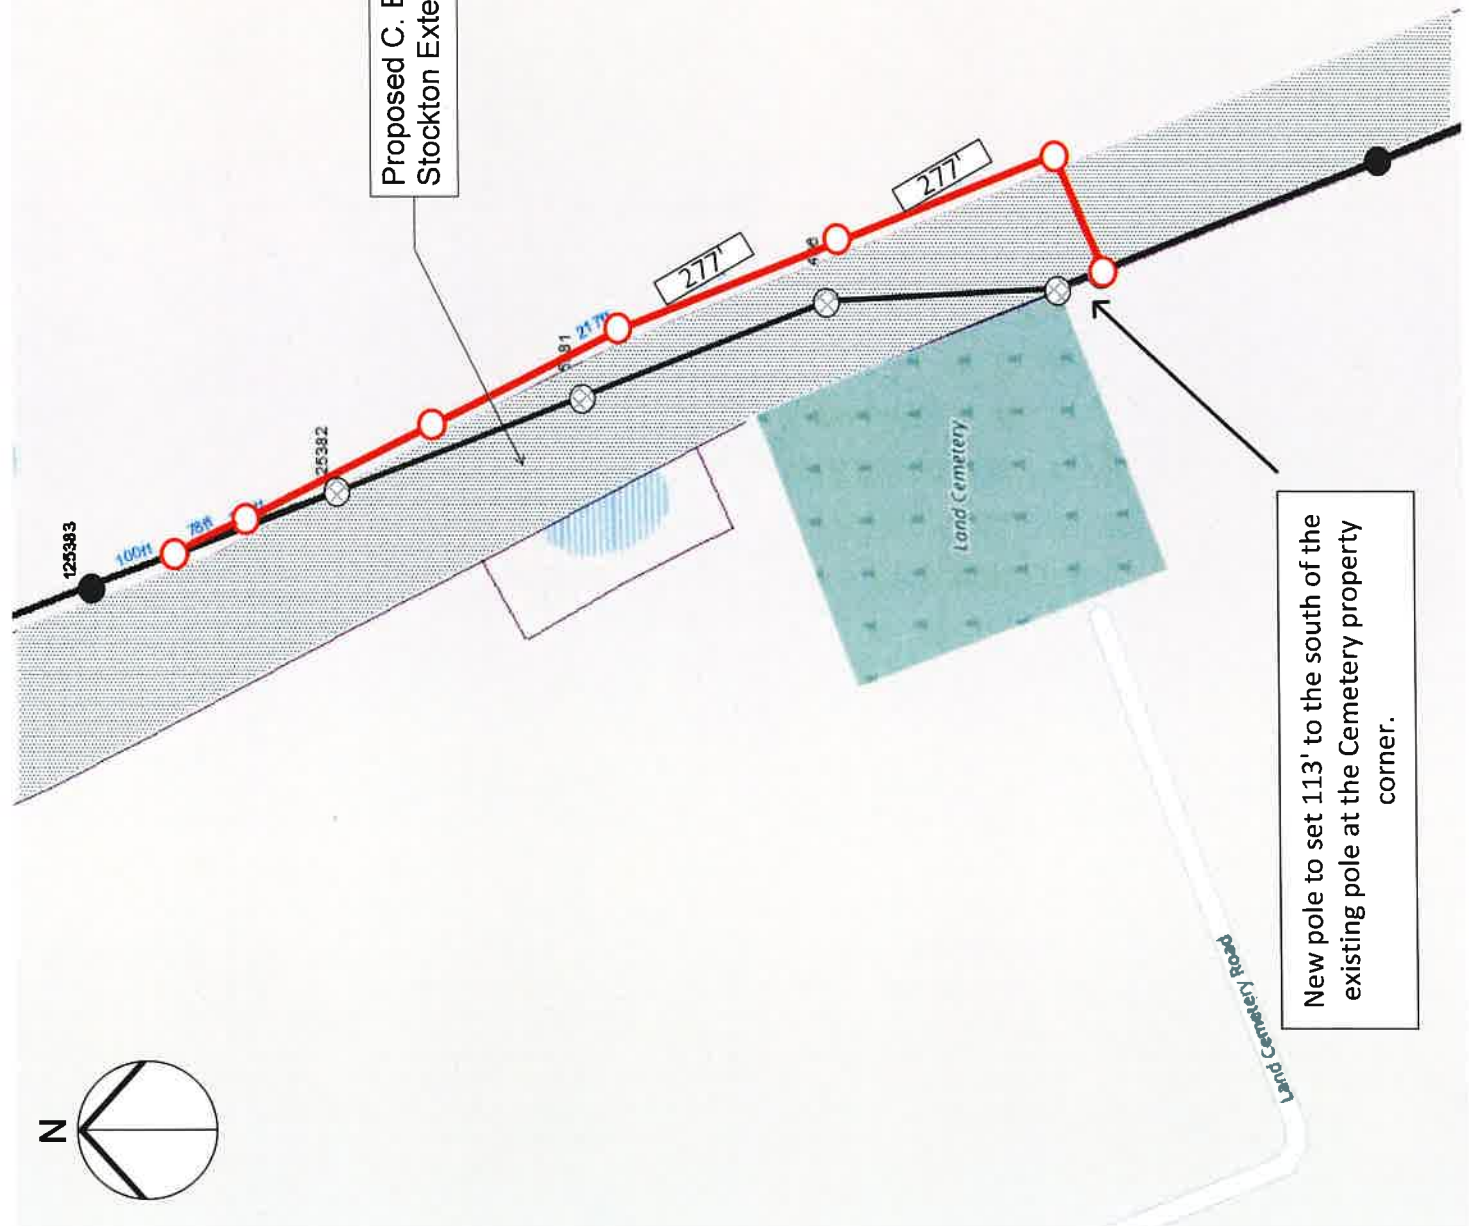 N
Proposed C. E
Stockton Exte
125383
100ft
78ft
25382
217ft
277'
277'
Land Cemetery
Land Cemetery Road
New pole to set 113' to the south of the
existing pole at the Cemetery property
corner.